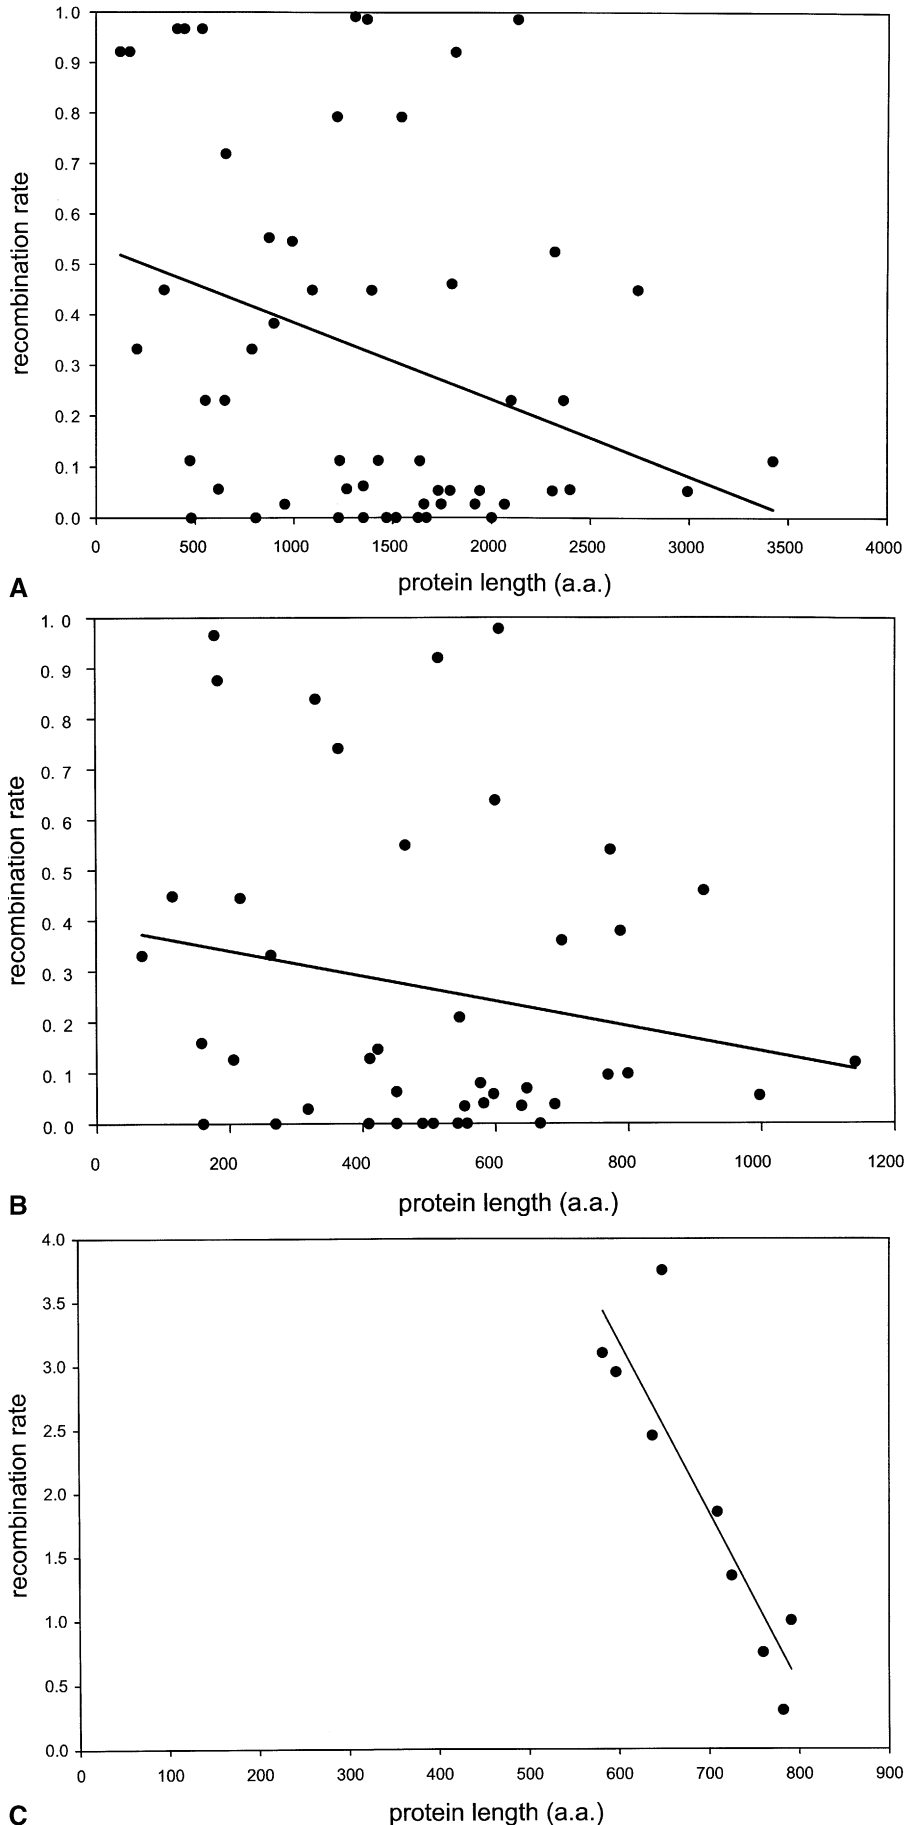 1.0
0.9
0.8
0.7
0.6
0.5
0.4
0.3
0.2
0.1
0.0
recombination rate
0 500 1000 1500 2000 2500 3000 3500 4000
protein length (a.a.)
A
1. 0
0. 9
0. 8
0. 7
0. 6
0. 5
0. 4
0. 3
0. 2
0. 1
0. 0
recombination rate
0 200 400 600 800 1000 1200
protein length (a.a.)
B
4.0
3.5
3.0
2.5
2.0
1.5
1.0
0.5
0.0
recombination rate
0 100 200 300 400 500 600 700 800 900
protein length (a.a.)
C